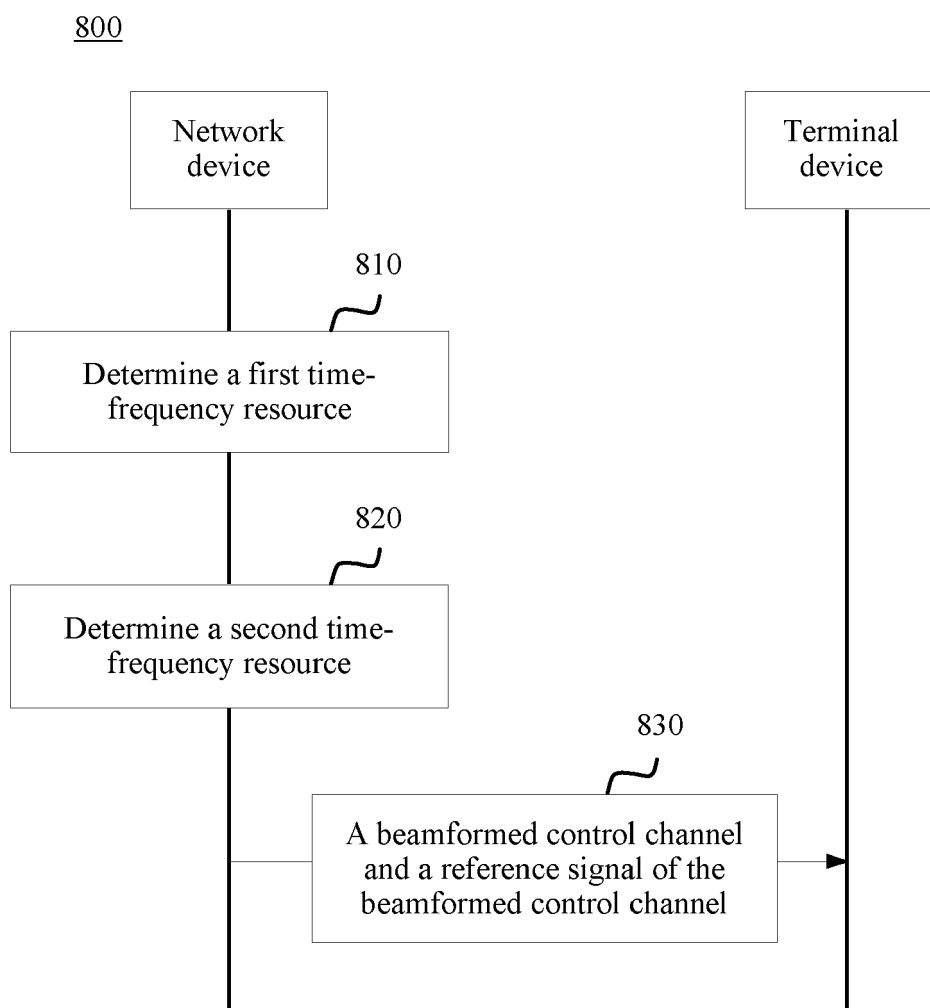 800
Network
device
Terminal
device
810
Determine a first time-
frequency resource
820
Determine a second time-
frequency resource
830
A beamformed control channel
and a reference signal of the
beamformed control channel